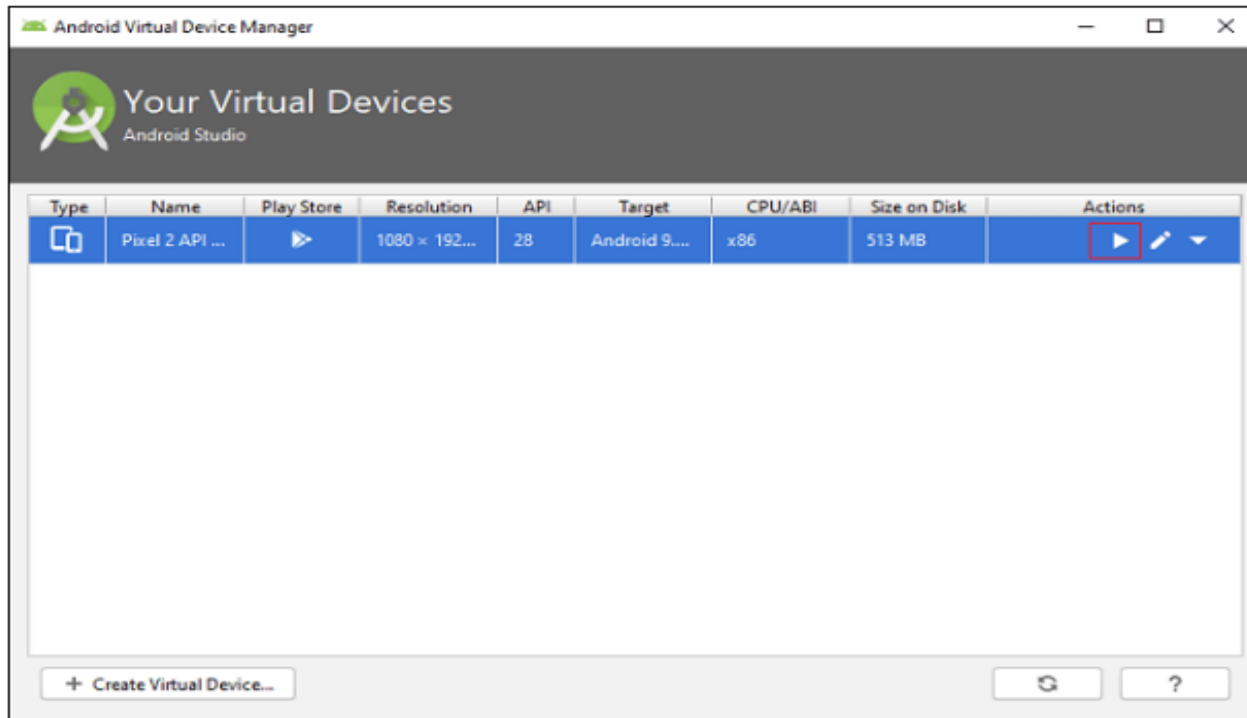 Android Virtual Device Manager
Your Virtual Devices
Android Studio
Type Name Play Store Resolution API Target CPU/ABI Size on Disk Actions
Pixel 2 API ... 1080 × 192... 28 Android 9.... x86 513 MB
+ Create Virtual Device... ?